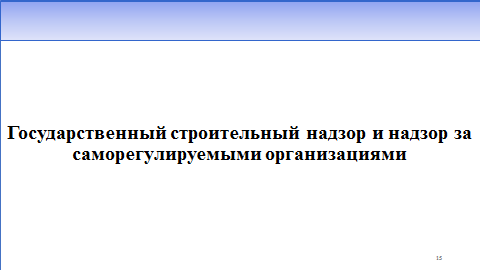 Государственный строительный надзор и надзор за
саморегулируемыми организациями
15